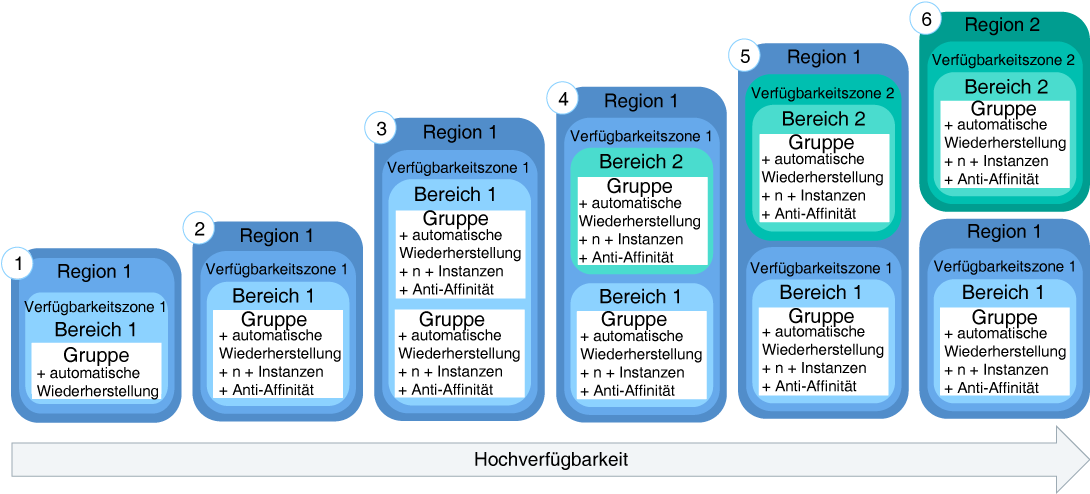 1
Region 1
Verfügbarkeitszone 1
Bereich 1
Gruppe
+ automatische
Wiederherstellung
2
Region 1
Verfügbarkeitszone 1
Bereich 1
Gruppe
+ automatische
Wiederherstellung
+ n + Instanzen
+ Anti-Affinität
3
Region 1
Verfügbarkeitszone 1
Bereich 1
Gruppe
+ automatische
Wiederherstellung
+ n + Instanzen
+ Anti-Affinität
Gruppe
+ automatische
Wiederherstellung
+ n + Instanzen
+ Anti-Affinität
4
Region 1
Verfügbarkeitszone 1
Bereich 2
Gruppe
+ automatische
Wiederherstellung
+ n + Instanzen
+ Anti-Affinität
Bereich 1
Gruppe
+ automatische
Wiederherstellung
+ n + Instanzen
+ Anti-Affinität
5
Region 1
Verfügbarkeitszone 2
Bereich 2
Gruppe
+ automatische
Wiederherstellung
+ n + Instanzen
+ Anti-Affinität
Verfügbarkeitszone 1
Bereich 1
Gruppe
+ automatische
Wiederherstellung
+ n + Instanzen
+ Anti-Affinität
6
Region 2
Verfügbarkeitszone 2
Bereich 2
Gruppe
+ automatische
Wiederherstellung
+ n + Instanzen
+ Anti-Affinität
Region 1
Verfügbarkeitszone 1
Bereich 1
Gruppe
+ automatische
Wiederherstellung
+ n + Instanzen
+ Anti-Affinität
Hochverfügbarkeit